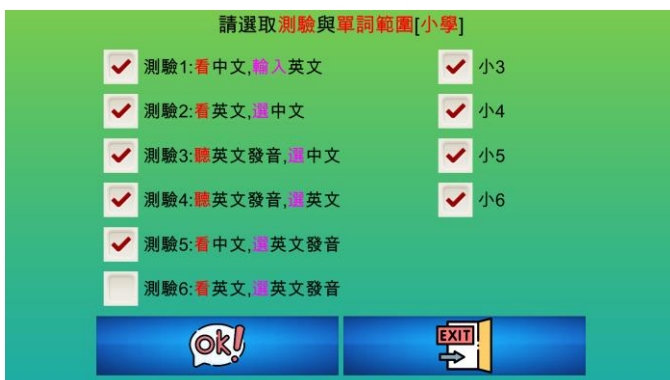 請選取測驗與單詞範圍[小學]
測驗1:看中文,輸入英文
小3
測驗2:看英文,選中文
小4
測驗3:聽英文發音,選中文
小5
測驗4:聽英文發音,選英文
小6
測驗5:看中文,選英文發音
測驗6:看英文,選英文發音
ok!
EXIT